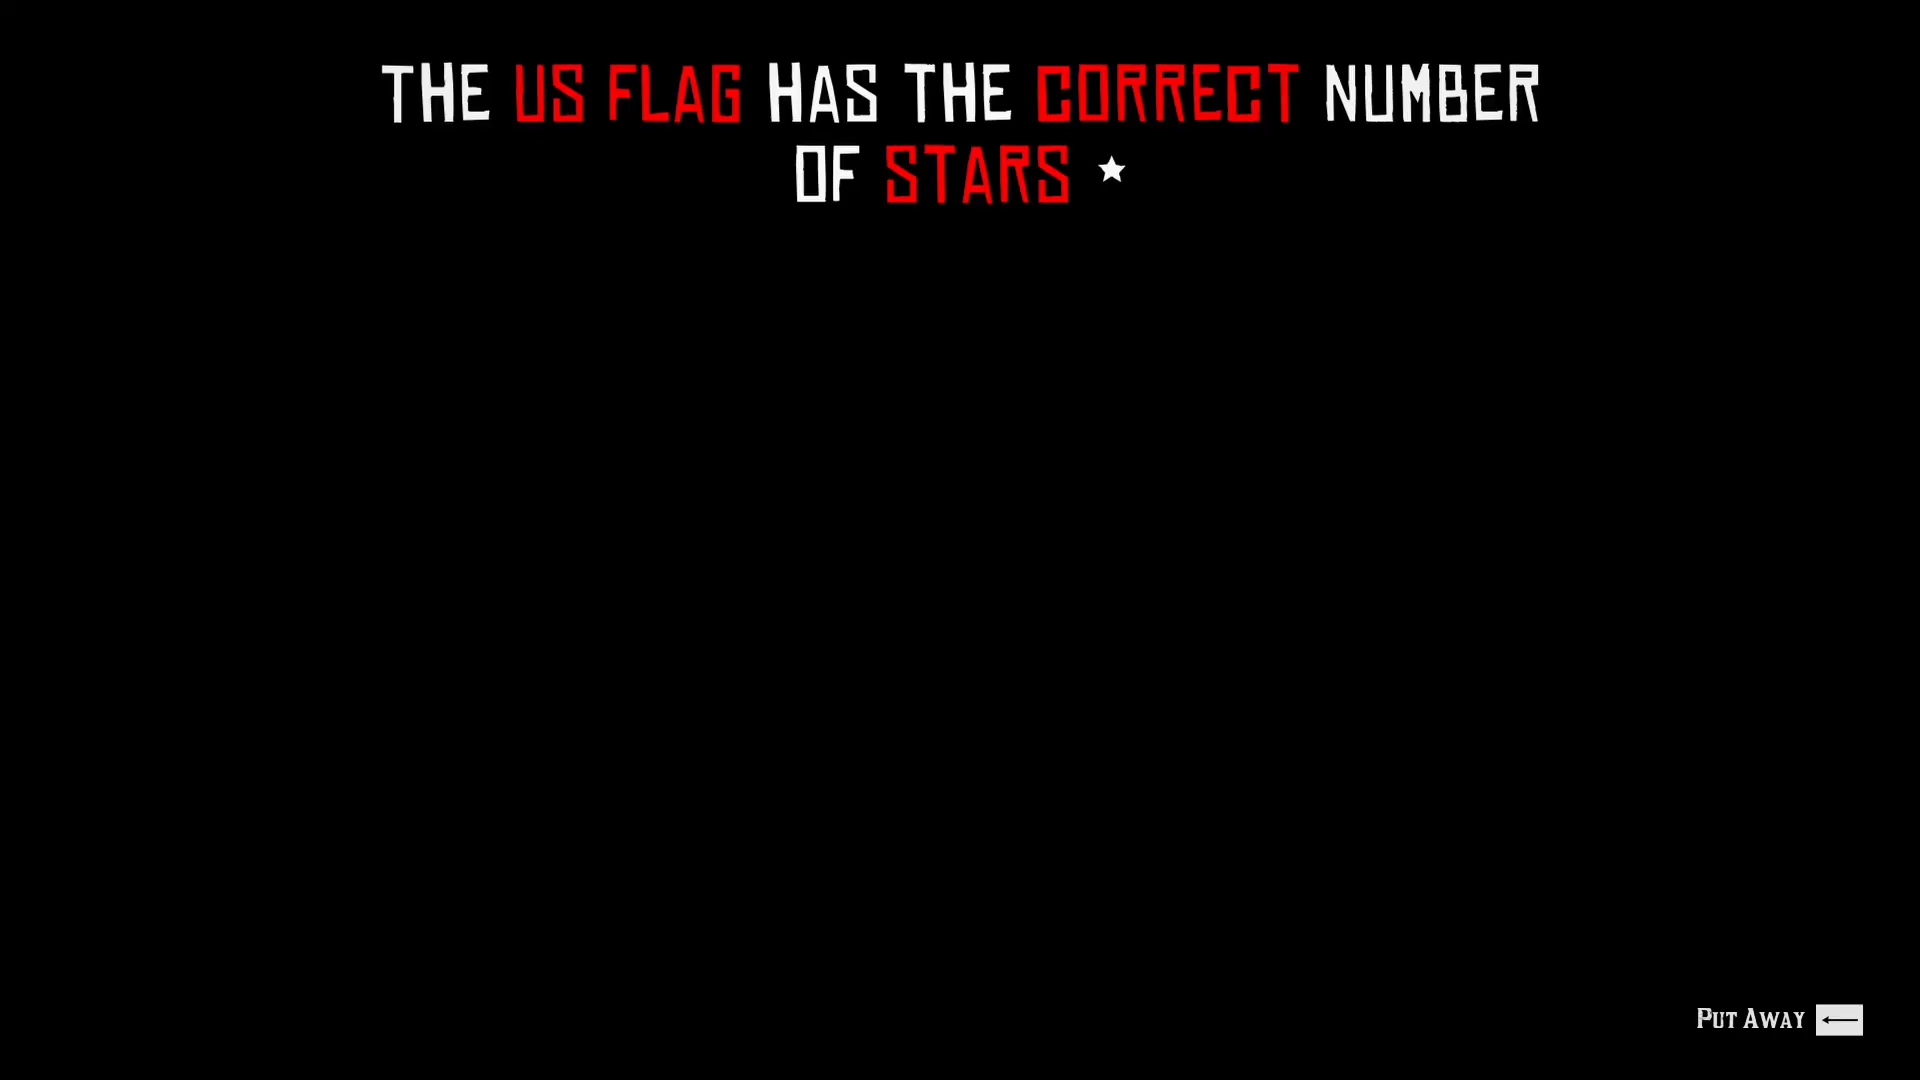 THE US FLAG HAS THE CORRECT NUMBER
OF STARS ★
PUT AWAY ←